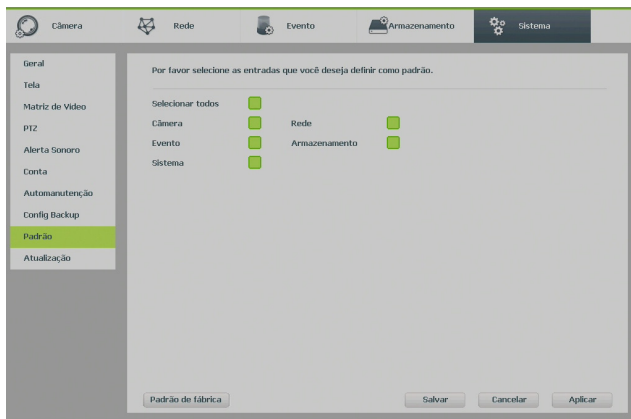 Câmera
Rede
Evento
Armazenamento
Sistema
Geral
Tela
Matriz de Vídeo
PTZ
Alerta Sonoro
Conta
Automanutenção
Config Backup
Padrão
Atualização
Por favor selecione as entradas que você deseja definir como padrão.
Selecionar todos
Câmera
Rede
Evento
Armazenamento
Sistema
Padrão de fábrica
Salvar
Cancelar
Aplicar